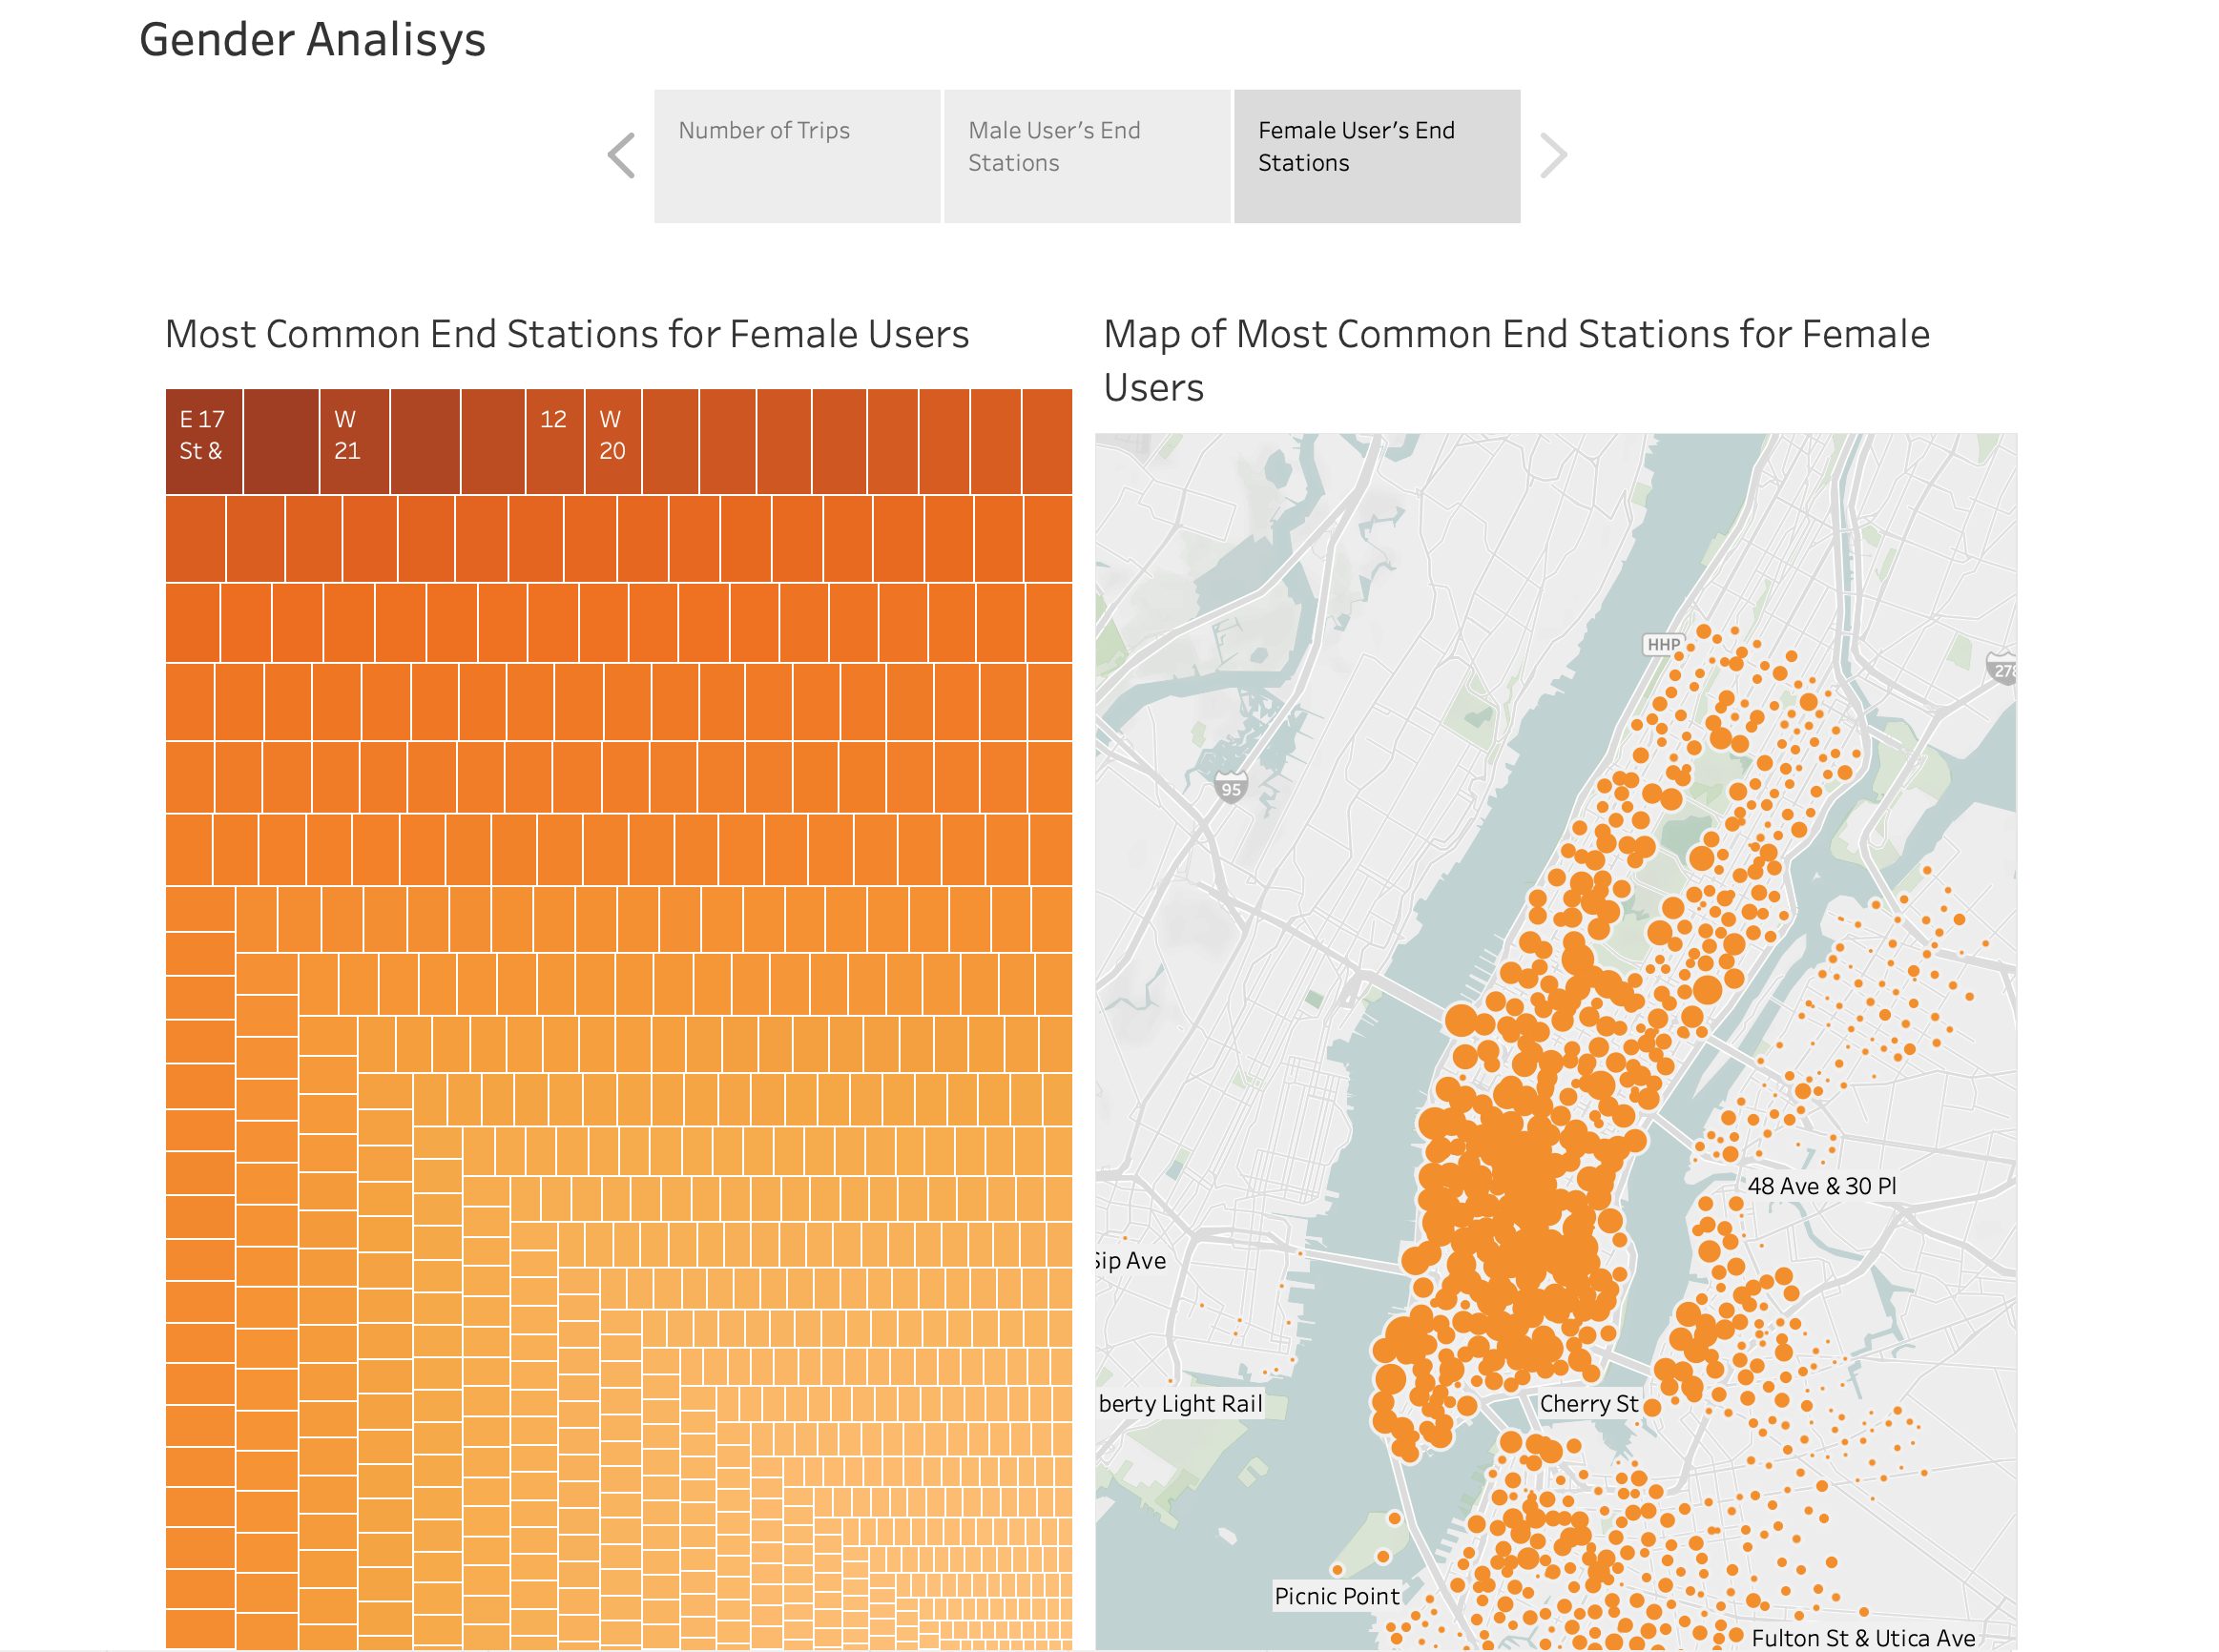 Gender Analisys
Number of Trips
Male User's End
Stations
Female User's End
Stations
Most Common End Stations for Female Users
E 17
St &
W
21
12
W
20
Map of Most Common End Stations for Female
Users
HHP
278
95
48 Ave & 30 Pl
Sip Ave
berty Light Rail
Cherry St
Picnic Point
Fulton St & Utica Ave